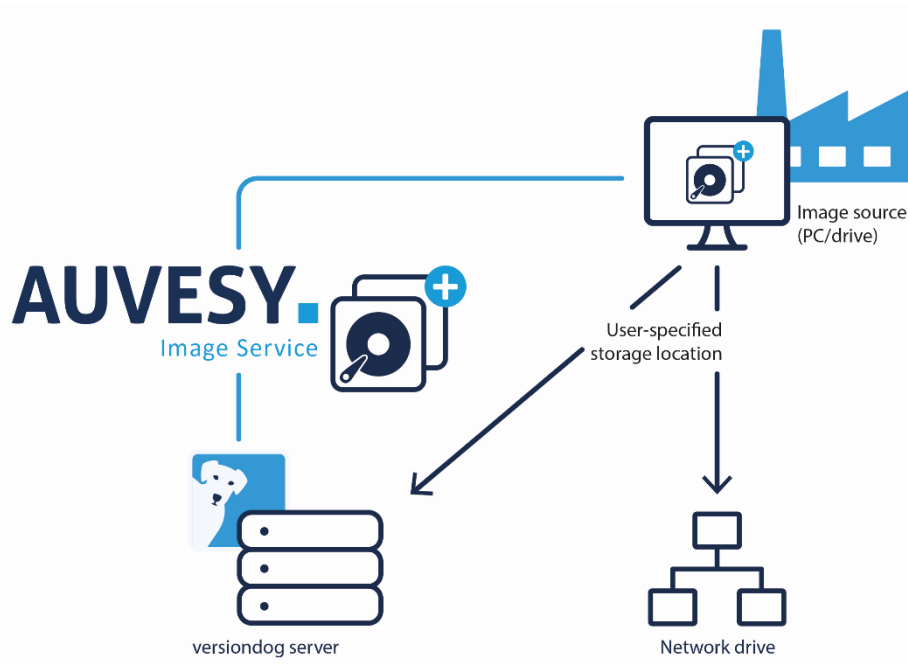 Image source
(PC/drive)
AUVESY.
Image Service
User-specified
storage location
versiondog server
Network drive